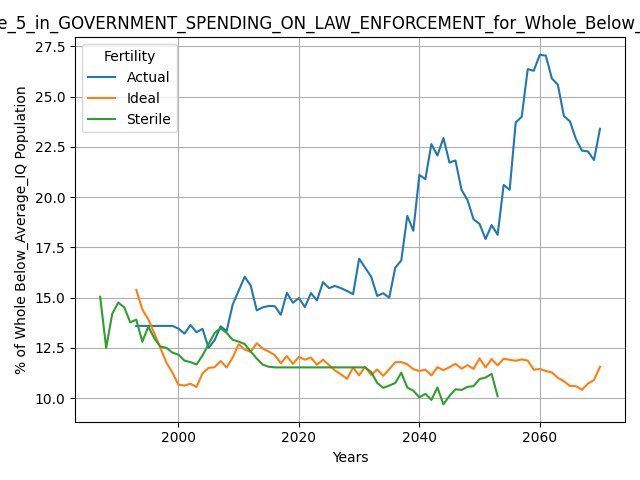 e_5_in_GOVERNMENT_SPENDING_ON_LAW_ENFORCEMENT_for_Whole_Below_
Fertility
Actual
Ideal
Sterile
% of Whole Below_Average_IQ Population
27.5
25.0
22.5
20.0
17.5
15.0
12.5
10.0
2000
2020
2040
2060
Years